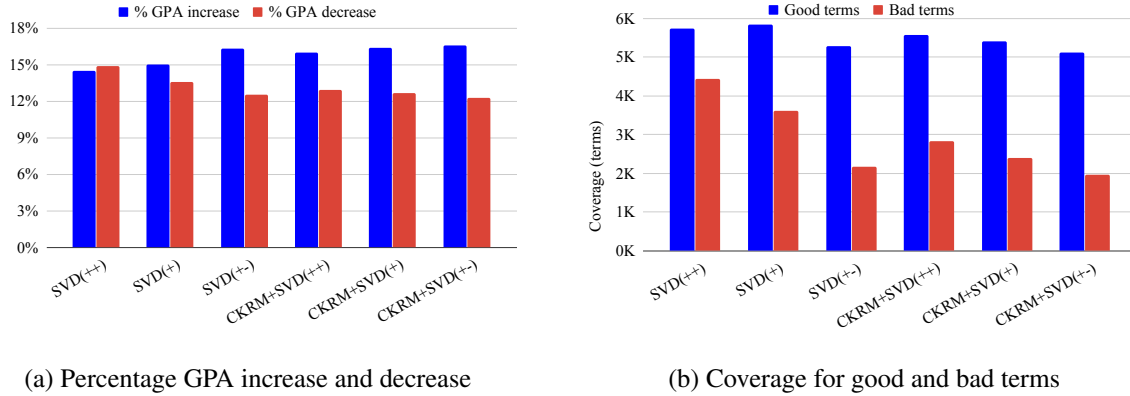 % GPA increase % GPA decrease
18%
15%
12%
9%
6%
3%
0%
SVD(++) SVD(+) SVD(+-) CKRM+SVD(++) CKRM+SVD(+) CKRM+SVD(+-)
(a) Percentage GPA increase and decrease
Good terms Bad terms
Coverage (terms)
6K
5K
4K
3K
2K
1K
0K
SVD(++) SVD(+) SVD(+-) CKRM+SVD(++) CKRM+SVD(+) CKRM+SVD(+-)
(b) Coverage for good and bad terms